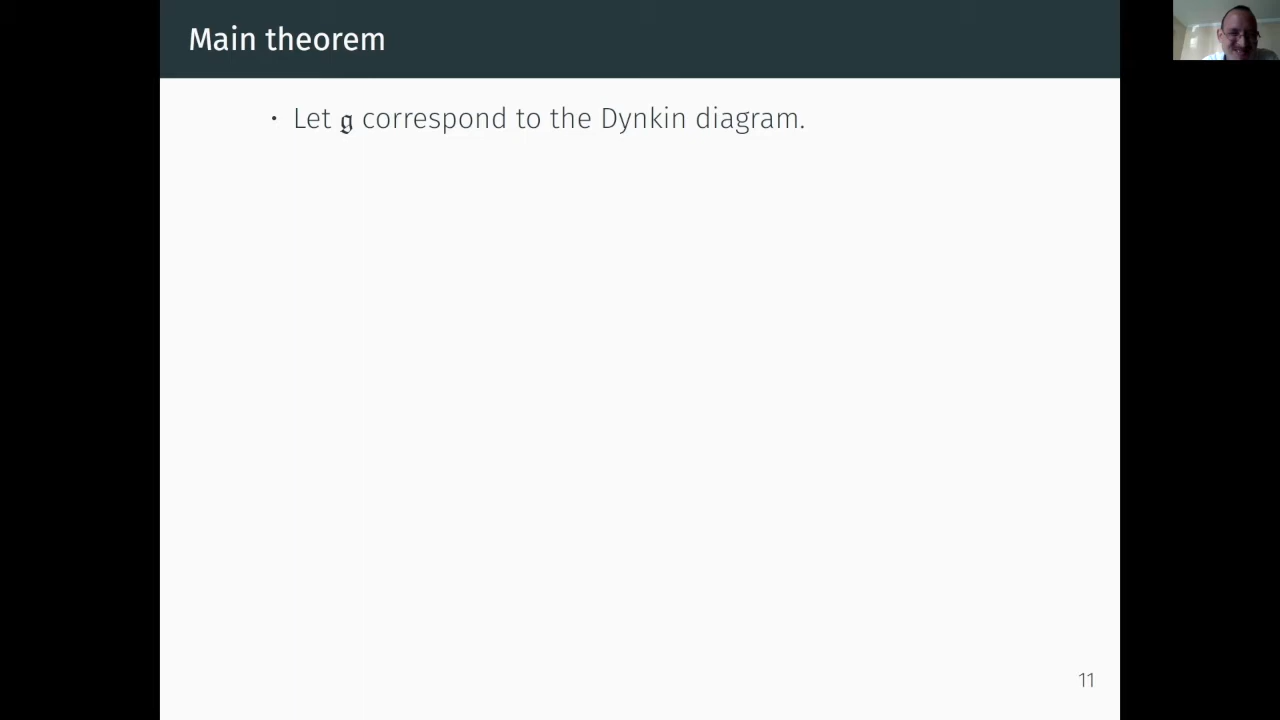 Main theorem
· Let 𝖌 correspond to the Dynkin diagram.
11